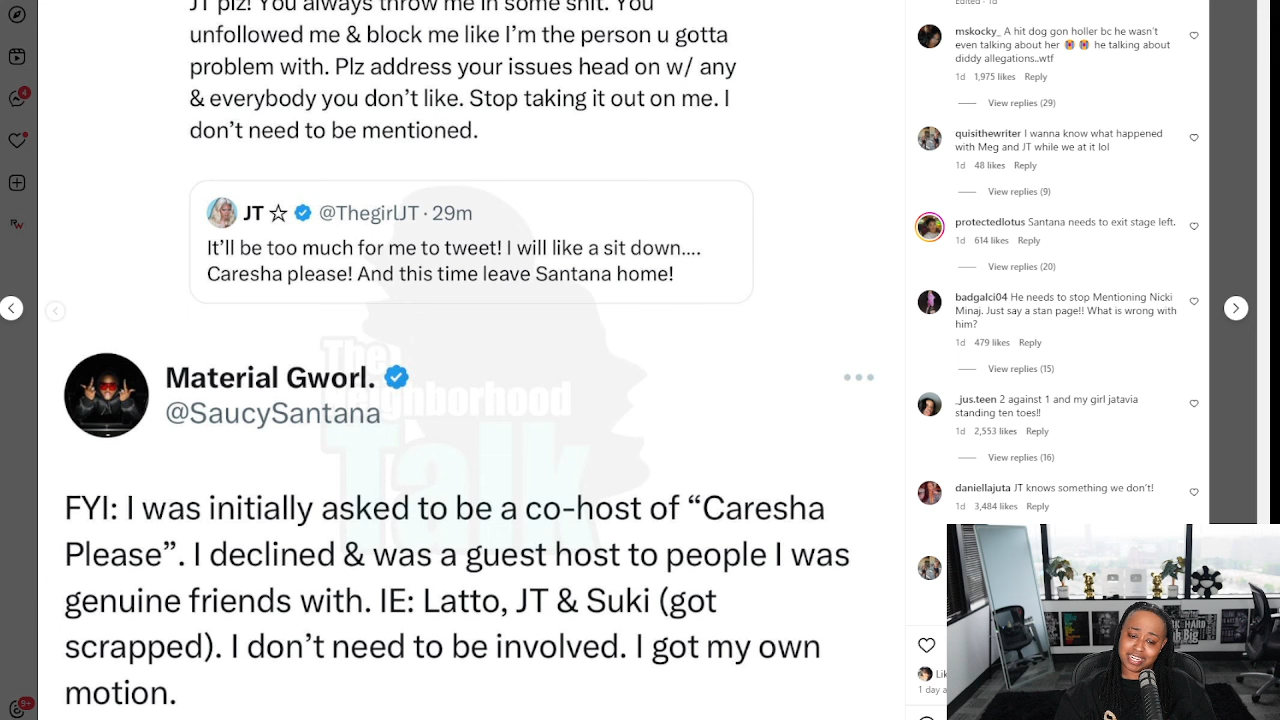 JT plz! You always throw me in some shit. You
unfollowed me & block me like I'm the person u gotta
problem with. Plz address your issues head on w/ any
& everybody you don't like. Stop taking it out on me. I
don't need to be mentioned.
JT ☆ @ThegirlJT · 29m
It'll be too much for me to tweet! I will like a sit down....
Caresha please! And this time leave Santana home!
The
Neighborhood
Talk
Material Gworl.
@SaucySantana
FYI: I was initially asked to be a co-host of “Caresha
Please”. I declined & was a guest host to people I was
genuine friends with. IE: Latto, JT & Suki (got
scrapped). I don’t need to be involved. I got my own
motion.
4
9+
Edited · 1d
mskocky_ A hit dog gon holler bc he wasn't
even talking about her 😭 😭 he talking about
diddy allegations..wtf
1d 1,975 likes Reply
View replies (29)
quisithewriter I wanna know what happened
with Meg and JT while we at it lol
1d 48 likes Reply
View replies (9)
protectedlotus Santana needs to exit stage left.
1d 614 likes Reply
View replies (20)
badgalci04 He needs to stop Mentioning Nicki
Minaj. Just say a stan page!! What is wrong with
him?
1d 479 likes Reply
View replies (15)
_jus.teen 2 against 1 and my girl jatavia
standing ten toes!!
1d 2,553 likes Reply
View replies (16)
daniellajuta JT knows something we don't!
1d 3,484 likes Reply
Lik
1 day a